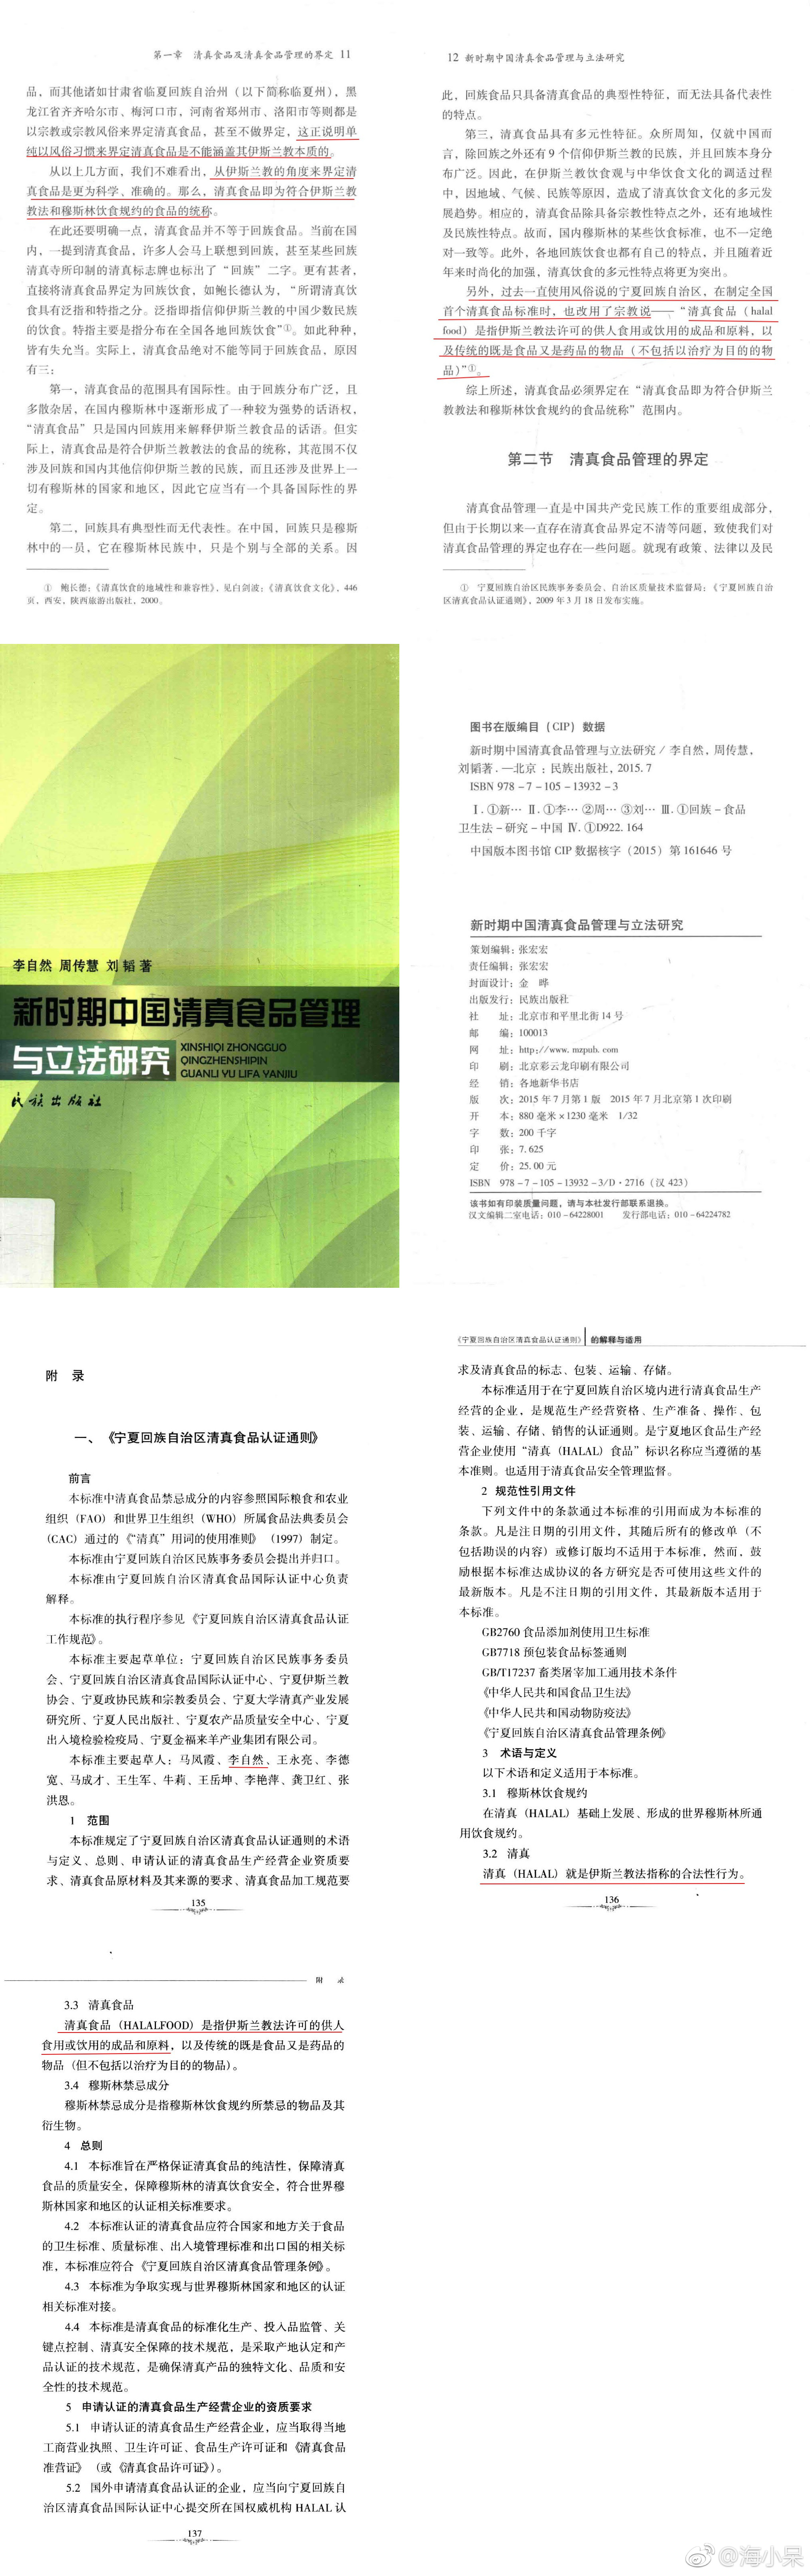 第一章 清真食品及清真食品管理的界定 11
品，而其他诸如甘肃省临夏回族自治州（以下简称临夏州），黑
龙江省齐齐哈尔市、梅河口市，河南省郑州市、洛阳市等则都是
以宗教或宗教风俗来界定清真食品，甚至不做界定，这正说明单
纯以风俗习惯来界定清真食品是不能涵盖其伊斯兰教本质的。
从以上几方面，我们不难看出，从伊斯兰教的角度来界定清
真食品是更为科学、准确的。那么，清真食品即为符合伊斯兰教
教法和穆斯林饮食规约的食品的统称。
在此还要明确一点，清真食品并不等于回族食品。当前在国
内，一提到清真食品，许多人会马上联想到回族，甚至某些回族
清真寺所印制的清真标志牌也标出了“回族”二字。更有甚者，
直接将清真食品界定为回族饮食，如鲍长德认为，“所谓清真饮
食具有泛指和特指之分。泛指即指信仰伊斯兰教的中国少数民族
的饮食。特指主要是指分布在全国各地回族饮食”①。如此种种，
皆有失允当。实际上，清真食品绝对不能等同于回族食品，原因
有三：
第一，清真食品的范围具有国际性。由于回族分布广泛，且
多散杂居，在国内穆斯林中逐渐形成了一种较为强势的话语权，
“清真食品”只是国内回族用来解释伊斯兰教食品的话语。但实
际上，清真食品是符合伊斯兰教教法的食品的统称，其范围不仅
涉及回族和国内其他信仰伊斯兰教的民族，而且还涉及世界上一
切有穆斯林的国家和地区，因此它应当有一个具备国际性的界
定。
第二，回族具有典型性而无代表性。在中国，回族只是穆斯
林中的一员，它在穆斯林民族中，只是个别与全部的关系。因
① 鲍长德：《清真饮食的地域性和兼容性》，见白剑波：《清真饮食文化》，446
页，西安，陕西旅游出版社，2000。
12 新时期中国清真食品管理与立法研究
此，回族食品只具备清真食品的典型性特征，而无法具备代表性
的特点。
第三，清真食品具有多元性特征。众所周知，仅就中国而
言，除回族之外还有9个信仰伊斯兰教的民族，并且回族本身分
布广泛。因此，在伊斯兰教饮食观与中华饮食文化的调适过程
中，因地域、气候、民族等原因，造成了清真饮食文化的多元发
展趋势。相应的，清真食品除具备宗教性特点之外，还有地域性
及民族性特点。故而，国内穆斯林的某些饮食标准，也不一定绝
对一致等。此外，各地回族饮食也都有自己的特点，并且随着近
年来时尚化的加强，清真饮食的多元性特点将更为突出。
另外，过去一直使用风俗说的宁夏回族自治区，在制定全国
首个清真食品标准时，也改用了宗教说——“清真食品（halal
food）是指伊斯兰教法许可的供人食用或饮用的成品和原料，以
及传统的既是食品又是药品的物品（不包括以治疗为目的的物
品）”①。
综上所述，清真食品必须界定在“清真食品即为符合伊斯兰
教教法和穆斯林饮食规约的食品统称”范围内。
第二节 清真食品管理的界定
清真食品管理一直是中国共产党民族工作的重要组成部分，
但由于长期以来一直存在清真食品界定不清等问题，致使我们对
清真食品管理的界定也存在一些问题。就现有政策、法律以及民
① 宁夏回族自治区民族事务委员会、自治区质量技术监督局：《宁夏回族自治
区清真食品认证通则》，2009年3月18日发布实施。
李自然 周传慧 刘韬 著
新时期中国清真食品管理
与立法研究
XINSHIQI ZHONGGUO
QINGZHENSHIPIN
GUANLI YU LIFA YANJIU
民族出版社
图书在版编目（CIP）数据
新时期中国清真食品管理与立法研究／李自然，周传慧，
刘韬著．—北京：民族出版社，2015.7
ISBN 978－7－105－13932－3
Ⅰ.①新… Ⅱ.①李…②周…③刘… Ⅲ.①回族－食品
卫生法－研究－中国 Ⅳ.①D922.164
中国版本图书馆CIP数据核字（2015）第161646号
新时期中国清真食品管理与立法研究
策划编辑：张宏宏
责任编辑：张宏宏
封面设计：金 晔
出版发行：民族出版社
社 址：北京市和平里北街14号
邮 编：100013
网 址：http://www.mzpub.com
印 刷：北京彩云龙印刷有限公司
经 销：各地新华书店
版 次：2015年7月第1版 2015年7月北京第1次印刷
开 本：880毫米×1230毫米 1/32
字 数：200千字
印 张：7.625
定 价：25.00元
ISBN 978－7－105－13932－3/D·2716（汉423）
该书如有印装质量问题，请与本社发行部联系退换。
汉文编辑二室电话：010－64228001 发行部电话：010－64224782
附 录
一、《宁夏回族自治区清真食品认证通则》
前言
本标准中清真食品禁忌成分的内容参照国际粮食和农业
组织（FAO）和世界卫生组织（WHO）所属食品法典委员会
（CAC）通过的《“清真”用词的使用准则》（1997）制定。
本标准由宁夏回族自治区民族事务委员会提出并归口。
本标准由宁夏回族自治区清真食品国际认证中心负责
解释。
本标准的执行程序参见《宁夏回族自治区清真食品认证
工作规范》。
本标准主要起草单位：宁夏回族自治区民族事务委员
会、宁夏回族自治区清真食品国际认证中心、宁夏伊斯兰教
协会、宁夏政协民族和宗教委员会、宁夏大学清真产业发展
研究所、宁夏人民出版社、宁夏农产品质量安全中心、宁夏
出入境检验检疫局、宁夏金福来羊产业集团有限公司。
本标准主要起草人：马凤霞、李自然、王永亮、李德
宽、马成才、王生军、牛莉、王岳坤、李艳萍、龚卫红、张
洪恩。
1 范围
本标准规定了宁夏回族自治区清真食品认证通则的术语
与定义、总则、申请认证的清真食品生产经营企业资质要
求、清真食品原材料及其来源的要求、清真食品加工规范要
135
《宁夏回族自治区清真食品认证通则》的解释与适用
求及清真食品的标志、包装、运输、存储。
本标准适用于在宁夏回族自治区境内进行清真食品生产
经营的企业，是规范生产经营资格、生产准备、操作、包
装、运输、存储、销售的认证通则。是宁夏地区食品生产经
营企业使用“清真（HALAL）食品”标识名称应当遵循的基
本准则。也适用于清真食品安全管理监督。
2 规范性引用文件
下列文件中的条款通过本标准的引用而成为本标准的
条款。凡是注日期的引用文件，其随后所有的修改单（不
包括勘误的内容）或修订版均不适用于本标准，然而，鼓
励根据本标准达成协议的各方研究是否可使用这些文件的
最新版本。凡是不注日期的引用文件，其最新版本适用于
本标准。
GB2760 食品添加剂使用卫生标准
GB7718 预包装食品标签通则
GB/T17237 畜类屠宰加工通用技术条件
《中华人民共和国食品卫生法》
《中华人民共和国动物防疫法》
《宁夏回族自治区清真食品管理条例》
3 术语与定义
以下术语和定义适用于本标准。
3.1 穆斯林饮食规约
在清真（HALAL）基础上发展、形成的世界穆斯林所通
用饮食规约。
3.2 清真
清真（HALAL）就是伊斯兰教法指称的合法性行为。
136
附 录
3.3 清真食品
清真食品（HALALFOOD）是指伊斯兰教法许可的供人
食用或饮用的成品和原料，以及传统的既是食品又是药品的
物品（但不包括以治疗为目的的物品）。
3.4 穆斯林禁忌成分
穆斯林禁忌成分是指穆斯林饮食规约所禁忌的物品及其
衍生物。
4 总则
4.1 本标准旨在严格保证清真食品的纯洁性，保障清真
食品的质量安全，保障穆斯林的清真饮食安全，符合世界穆
斯林国家和地区的认证相关标准要求。
4.2 本标准认证的清真食品应符合国家和地方关于食品
的卫生标准、质量标准、出入境管理标准和出口国的相关标
准，本标准应符合《宁夏回族自治区清真食品管理条例》。
4.3 本标准为争取实现与世界穆斯林国家和地区的认证
相关标准对接。
4.4 本标准是清真食品的标准化生产、投入品监管、关
键点控制、清真安全保障的技术规范，是采取产地认定和产
品认证的技术规范，是确保清真产品的独特文化、品质和安
全性的技术规范。
5 申请认证的清真食品生产经营企业的资质要求
5.1 申请认证的清真食品生产经营企业，应当取得当地
工商营业执照、卫生许可证、食品生产许可证和《清真食品
准营证》（或《清真食品许可证》）。
5.2 国外申请清真食品认证的企业，应当向宁夏回族自
治区清真食品国际认证中心提交所在国权威机构HALAL认
137
@海小呆